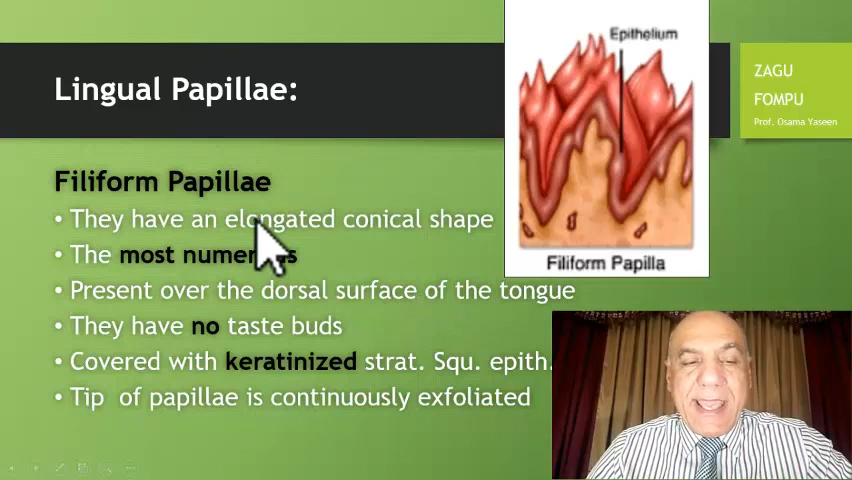 Lingual Papillae:
Epithelium
Filiform Papilla
ZAGU
FOMPU
Prof. Osama Yaseen
Filiform Papillae
• They have an elongated conical shape
• The most numerous
• Present over the dorsal surface of the tongue
• They have no taste buds
• Covered with keratinized strat. Squ. epith.
• Tip of papillae is continuously exfoliated